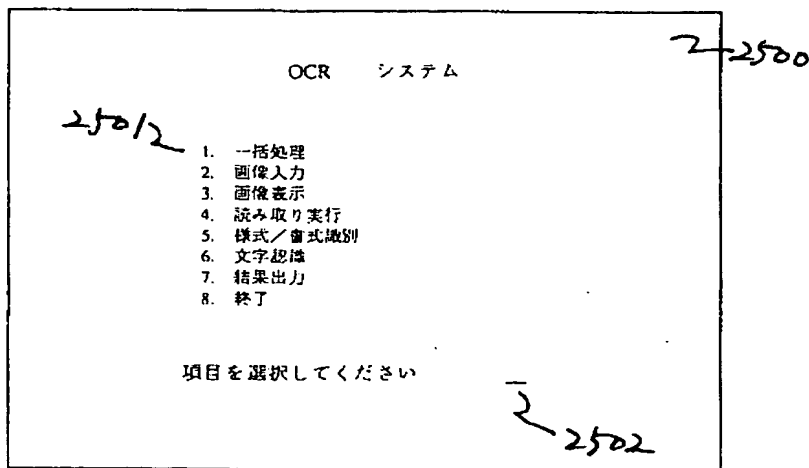 2500
OCR システム
25012
1. 一括処理
2. 画像入力
3. 画像表示
4. 読み取り実行
5. 様式／書式識別
6. 文字認識
7. 結果出力
8. 終了
項目を選択してください
2502